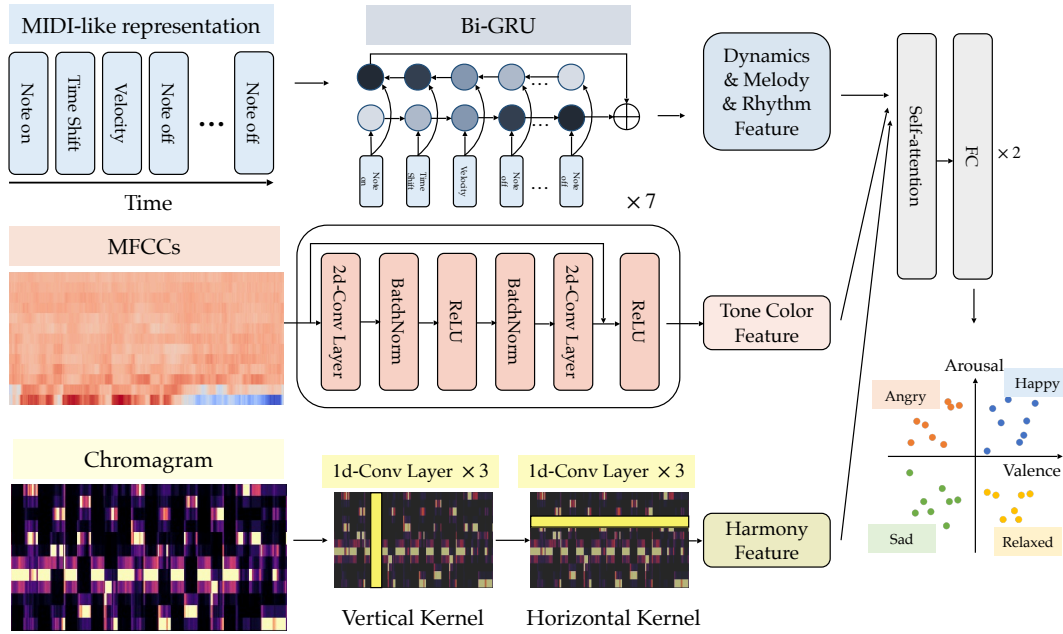 MIDI-like representation
Note on
Time Shift
Velocity
Note off
...
Note off
Time
Bi-GRU
Note
on
Time
Shift
Velocity
Note
off
...
...
Note
off
× 7
Dynamics
& Melody
& Rhythm
Feature
Self-attention
FC
× 2
MFCCs
2d-Conv Layer
BatchNorm
ReLU
BatchNorm
2d-Conv Layer
ReLU
Tone Color
Feature
Chromagram
1d-Conv Layer × 3
1d-Conv Layer × 3
Vertical Kernel
Horizontal Kernel
Harmony
Feature
Arousal
Angry
Happy
Valence
Sad
Relaxed